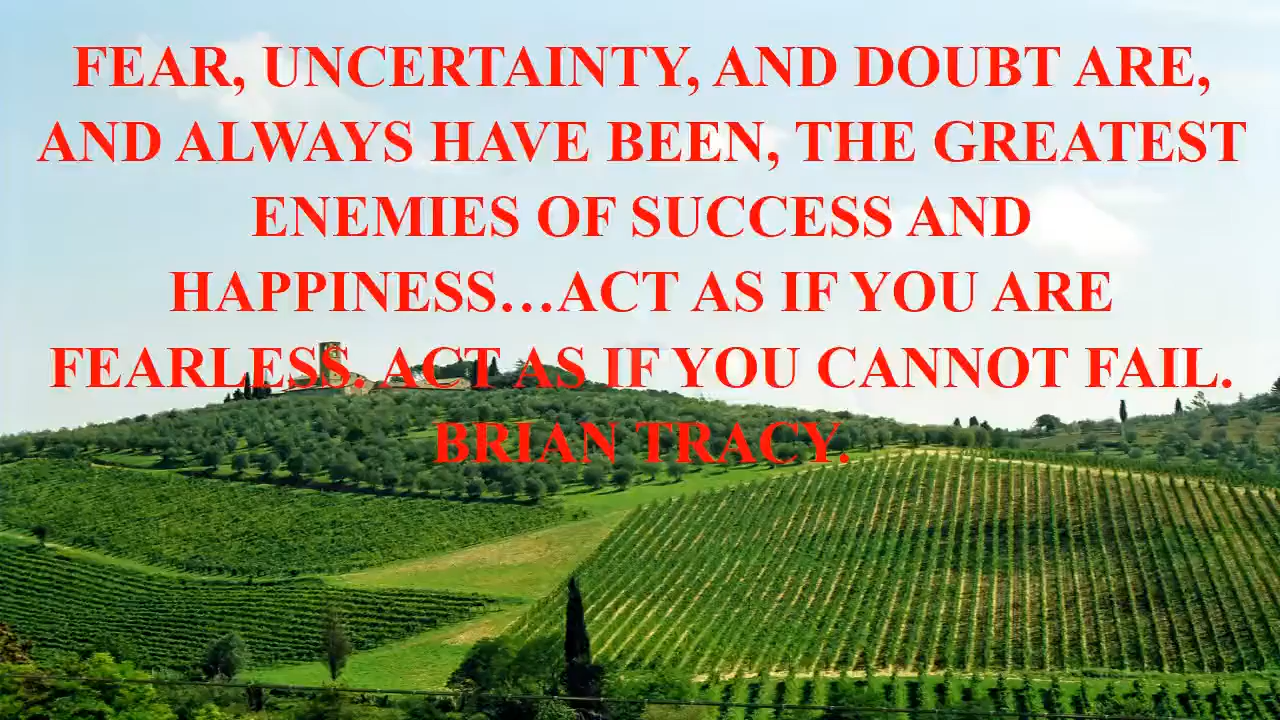 FEAR, UNCERTAINTY, AND DOUBT ARE,
AND ALWAYS HAVE BEEN, THE GREATEST
ENEMIES OF SUCCESS AND
HAPPINESS…ACT AS IF YOU ARE
FEARLESS. ACT AS IF YOU CANNOT FAIL.
BRIAN TRACY.